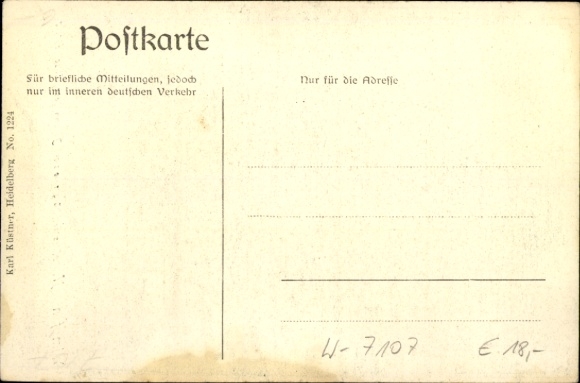 Postkarte
Für briefliche Mitteilungen, jedoch
nur im inneren deutschen Verkehr
Nur für die Adresse
Karl Küstner, Heidelberg No. 1224
W- 7107 E 18,-